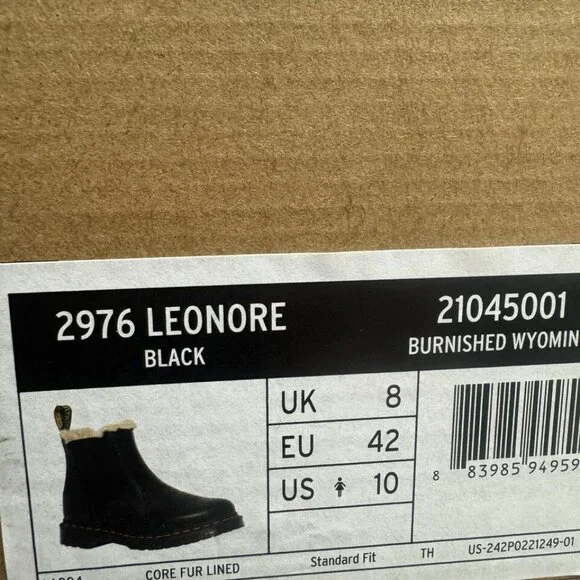 2976 LEONORE
BLACK
21045001
BURNISHED WYOMIN
UK 8
EU 42
US 10
8 83985 94959
CORE FUR LINED
Standard Fit
TH
US-242P0221249-01